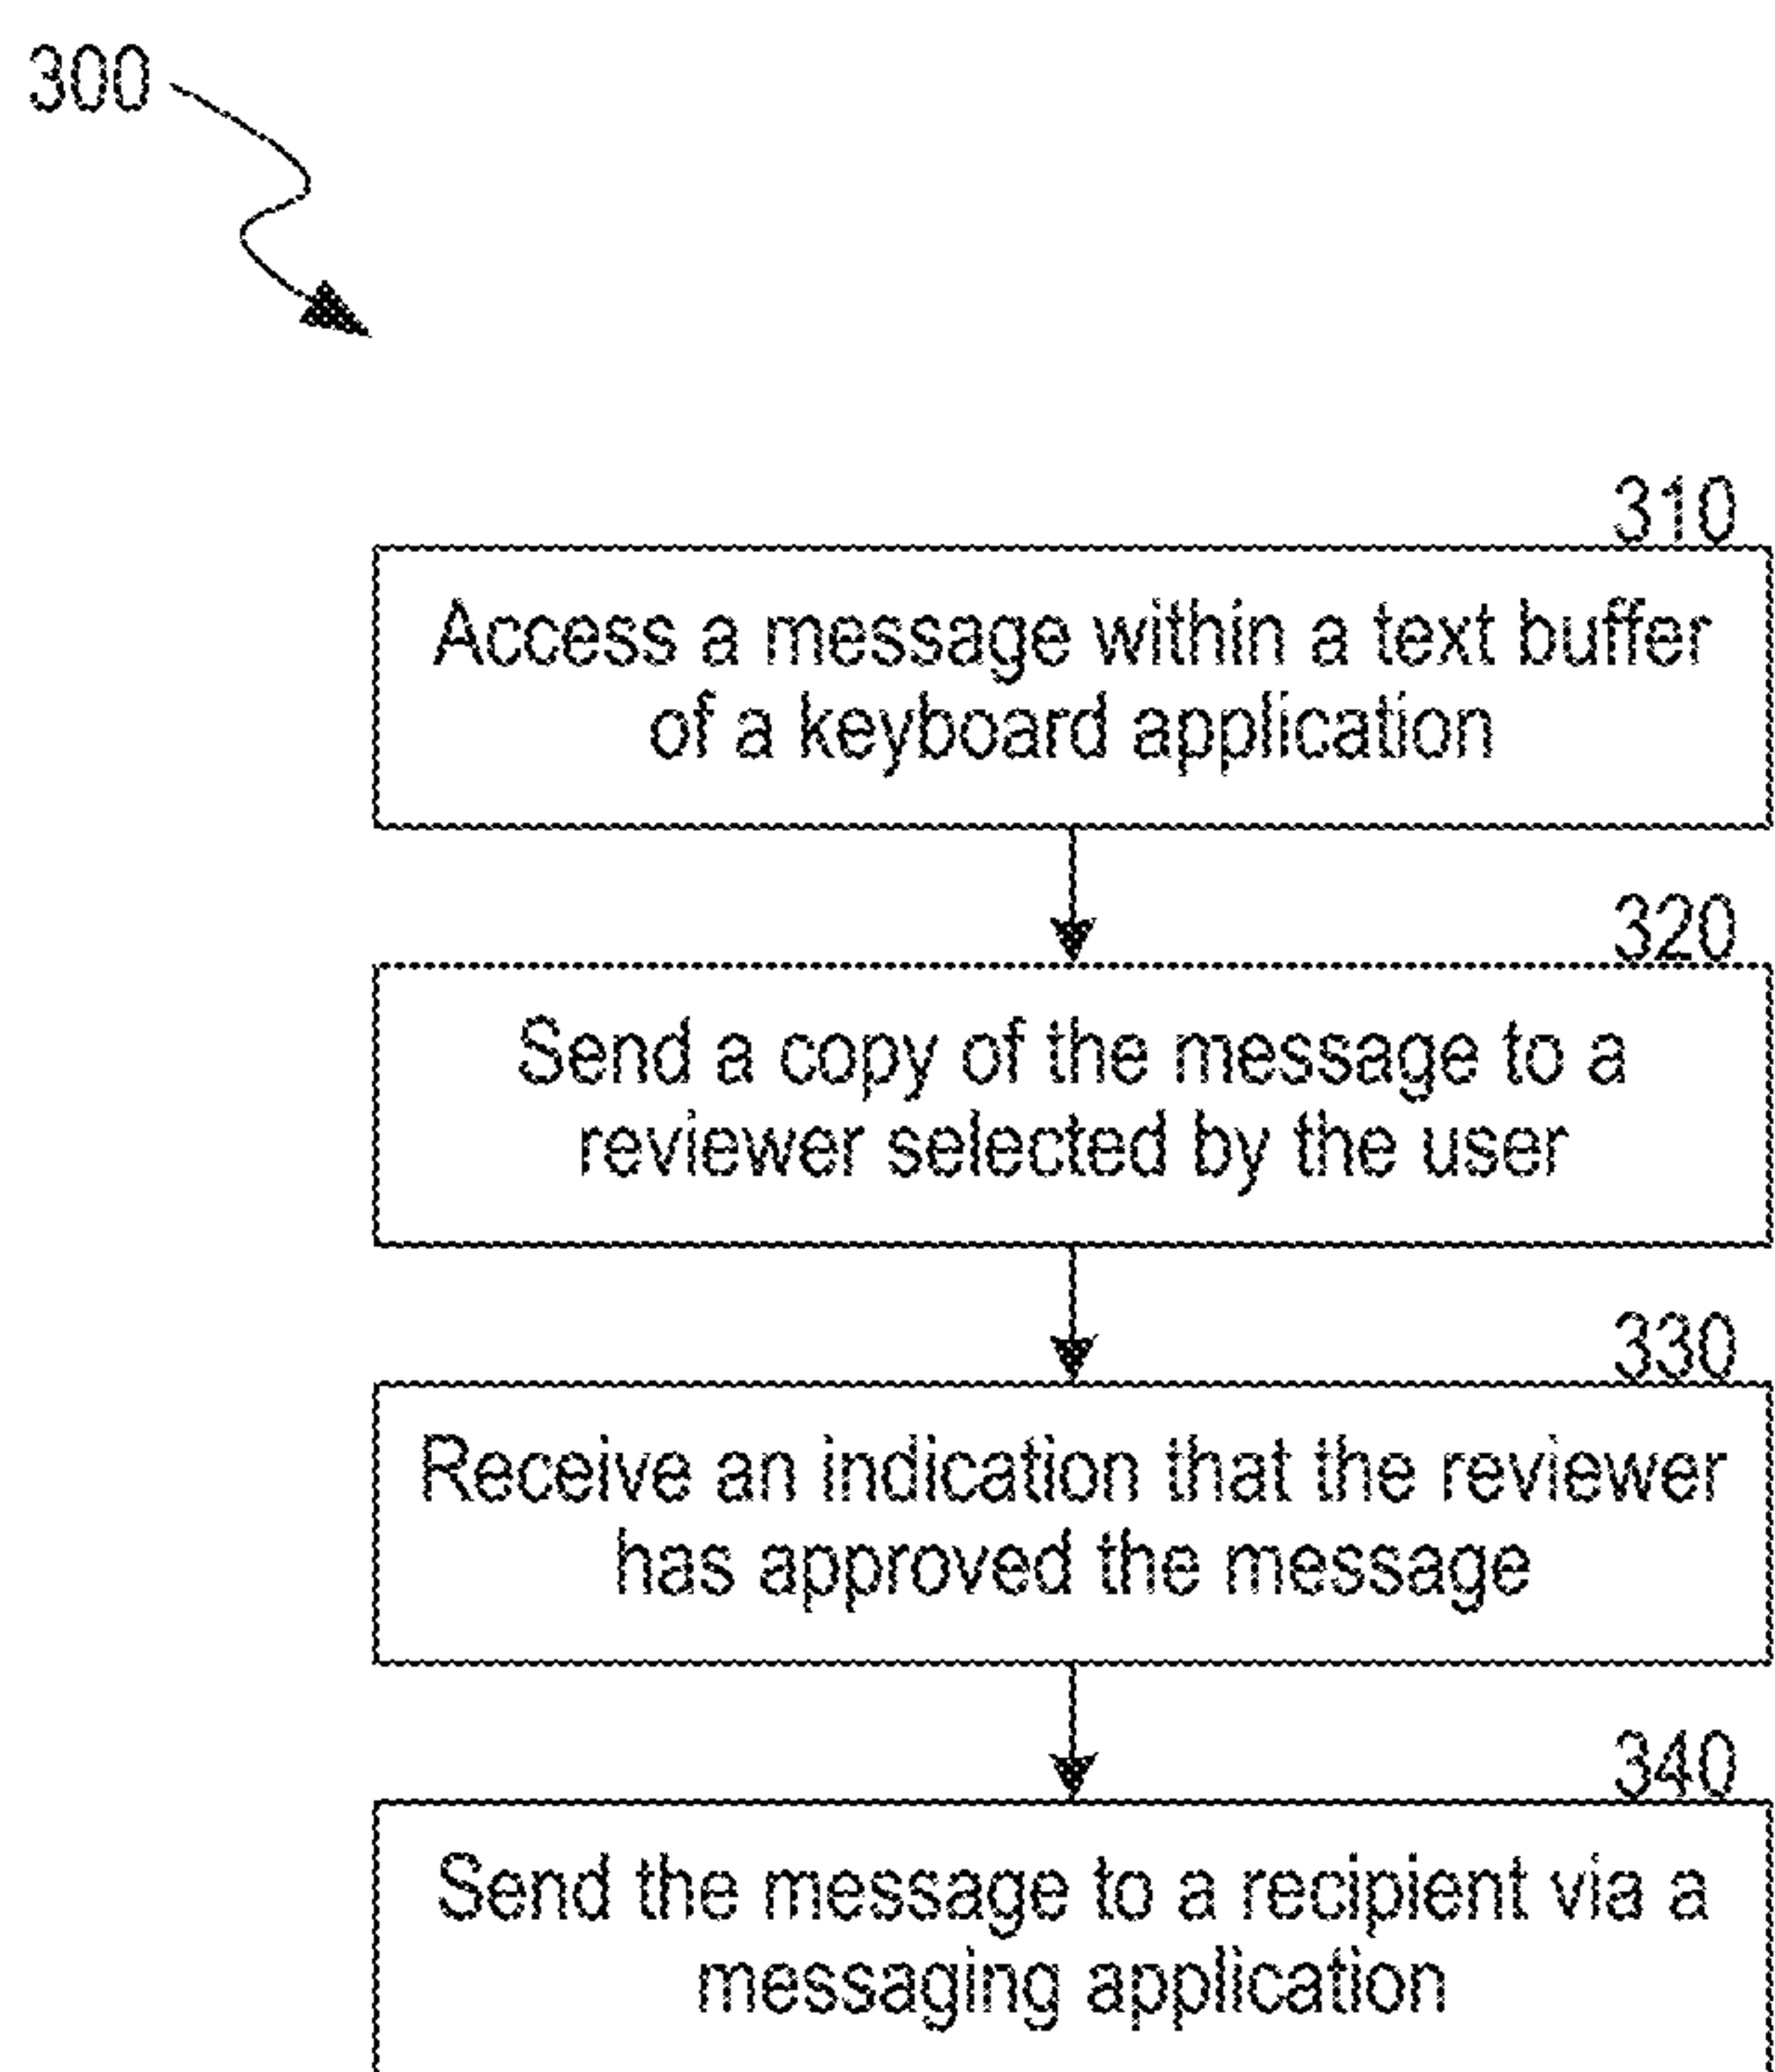 300
310
Access a message within a text buffer
of a keyboard application
320
Send a copy of the message to a
reviewer selected by the user
330
Receive an indication that the reviewer
has approved the message
340
Send the message to a recipient via a
messaging application